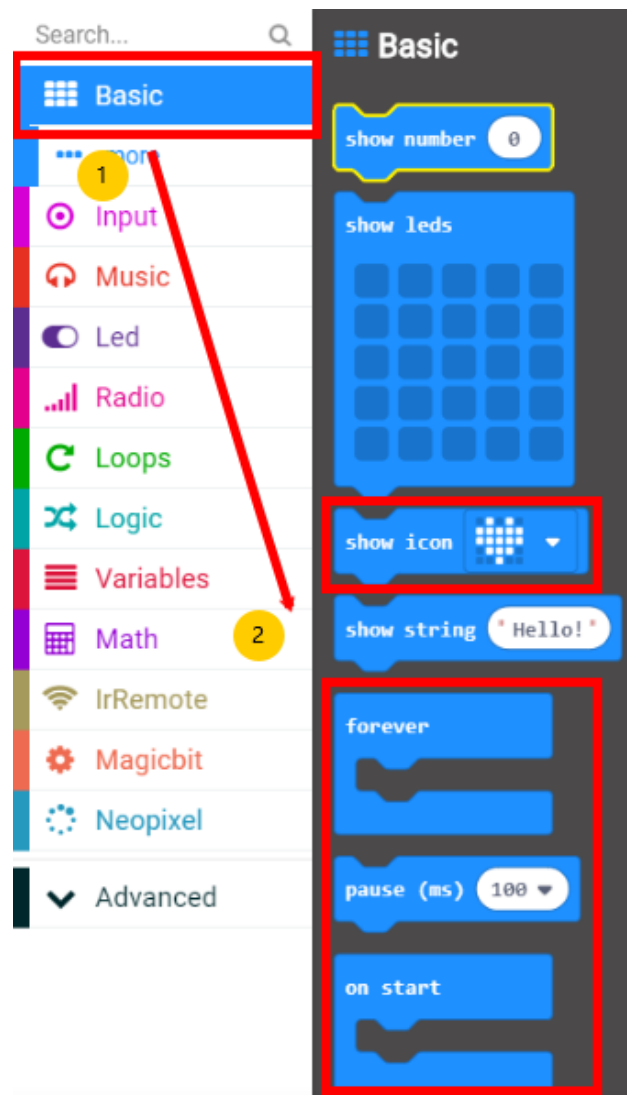 Search...
Basic
more
1
Input
Music
Led
Radio
Loops
Logic
Variables
Math
2
IrRemote
Magicbit
Neopixel
Advanced
Basic
show number 0
show leds
show icon
show string "Hello!"
forever
pause (ms) 100
on start